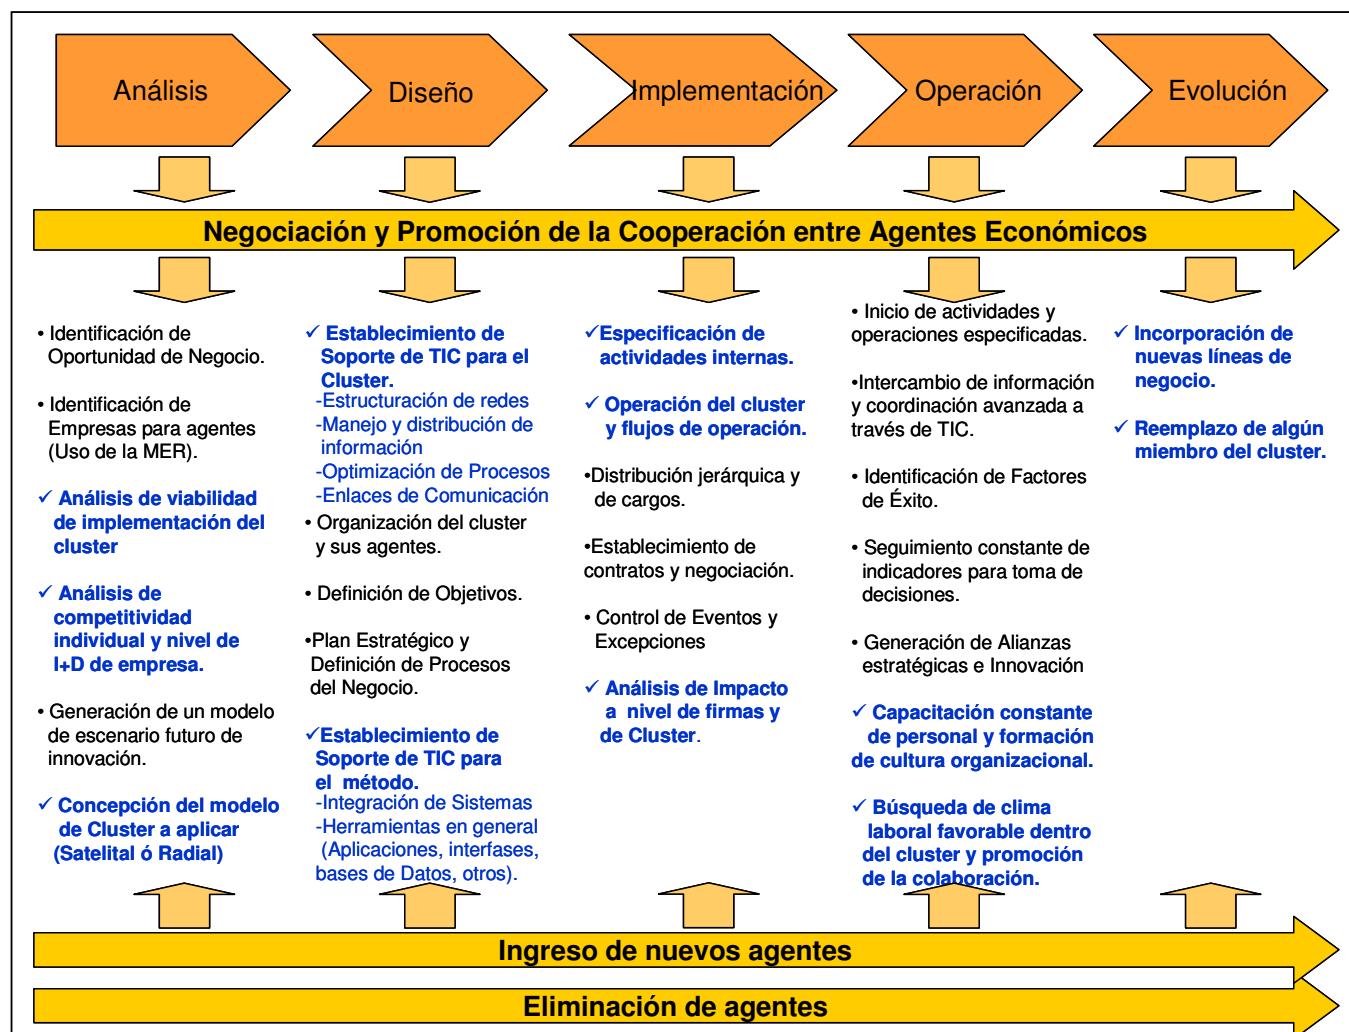 Análisis
Diseño
Implementación
Operación
Evolución
Negociación y Promoción de la Cooperación entre Agentes Económicos
• Identificación de
Oportunidad de Negocio.
• Identificación de
Empresas para agentes
(Uso de la MER).
✓ Análisis de viabilidad
de implementación del
cluster
✓ Análisis de
competitividad
individual y nivel de
I+D de empresa.
• Generación de un modelo
de escenario futuro de
innovación.
✓ Concepción del modelo
de Cluster a aplicar
(Satelital ó Radial)
✓ Establecimiento de
Soporte de TIC para el
Cluster.
-Estructuración de redes
-Manejo y distribución de
información
-Optimización de Procesos
-Enlaces de Comunicación
• Organización del cluster
y sus agentes.
• Definición de Objetivos.
•Plan Estratégico y
Definición de Procesos
del Negocio.
✓Establecimiento de
Soporte de TIC para
el método.
-Integración de Sistemas
-Herramientas en general
(Aplicaciones, interfases,
bases de Datos, otros).
✓Especificación de
actividades internas.
✓ Operación del cluster
y flujos de operación.
•Distribución jerárquica y
de cargos.
•Establecimiento de
contratos y negociación.
• Control de Eventos y
Excepciones
✓ Análisis de Impacto
a nivel de firmas y
de Cluster.
• Inicio de actividades y
operaciones especificadas.
•Intercambio de información
y coordinación avanzada a
través de TIC.
• Identificación de Factores
de Éxito.
• Seguimiento constante de
indicadores para toma de
decisiones.
• Generación de Alianzas
estratégicas e Innovación
✓ Capacitación constante
de personal y formación
de cultura organizacional.
✓ Búsqueda de clima
laboral favorable dentro
del cluster y promoción
de la colaboración.
✓ Incorporación de
nuevas líneas de
negocio.
✓ Reemplazo de algún
miembro del cluster.
Ingreso de nuevos agentes
Eliminación de agentes